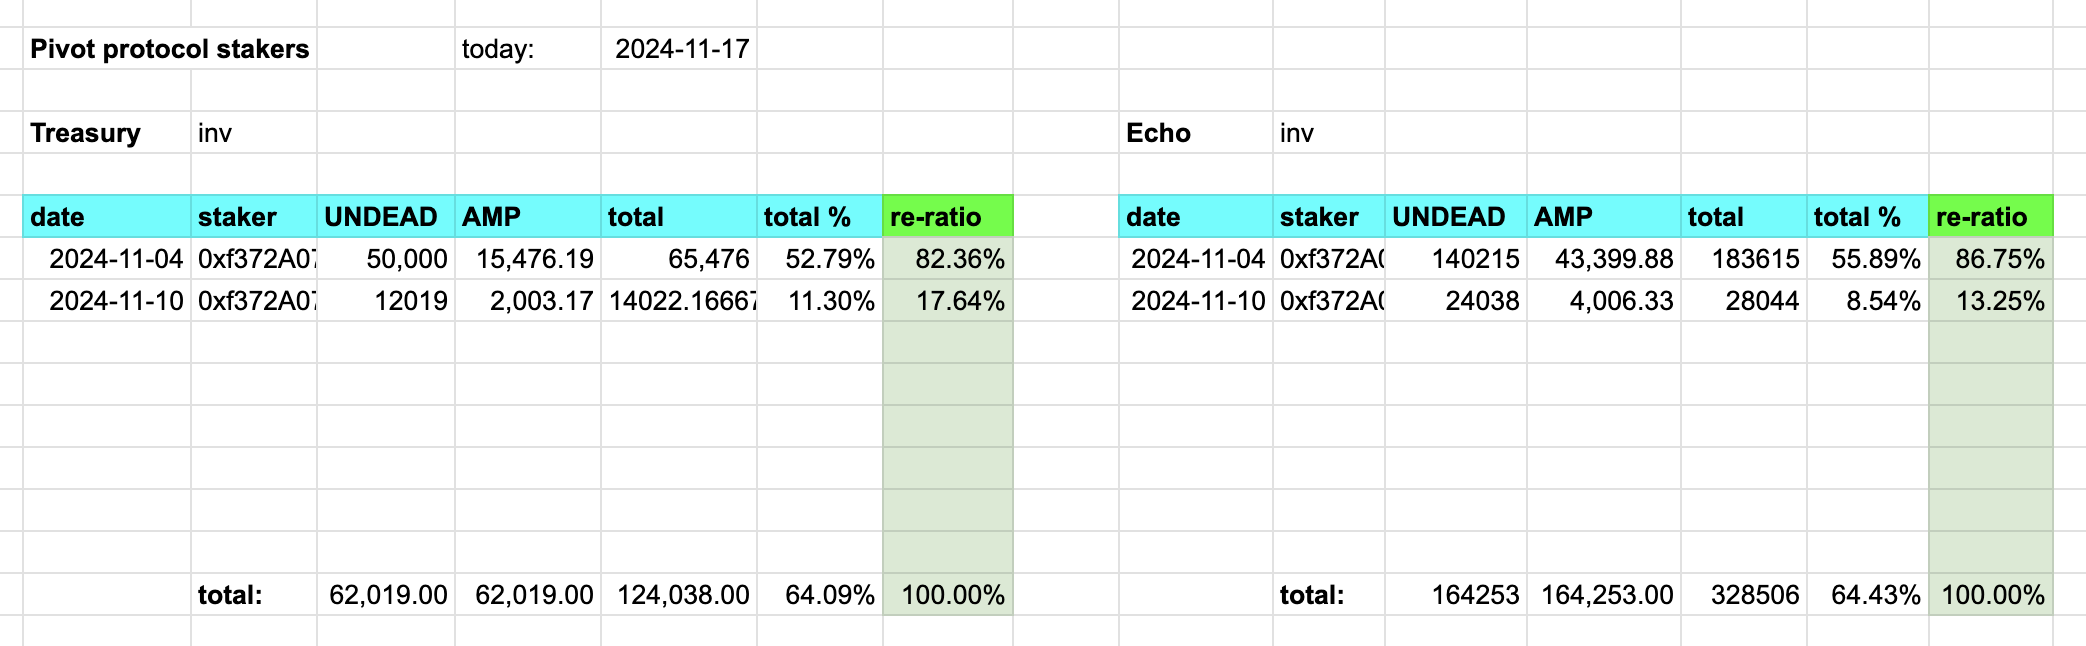 Pivot protocol stakers today: 2024-11-17
Treasury inv Echo inv
date staker UNDEAD AMP total total % re-ratio date staker UNDEAD AMP total total % re-ratio
2024-11-04 0xf372A07 50,000 15,476.19 65,476 52.79% 82.36% 2024-11-04 0xf372A0 140215 43,399.88 183615 55.89% 86.75%
2024-11-10 0xf372A07 12019 2,003.17 14022.16667 11.30% 17.64% 2024-11-10 0xf372A0 24038 4,006.33 28044 8.54% 13.25%
total: 62,019.00 62,019.00 124,038.00 64.09% 100.00% total: 164253 164,253.00 328506 64.43% 100.00%